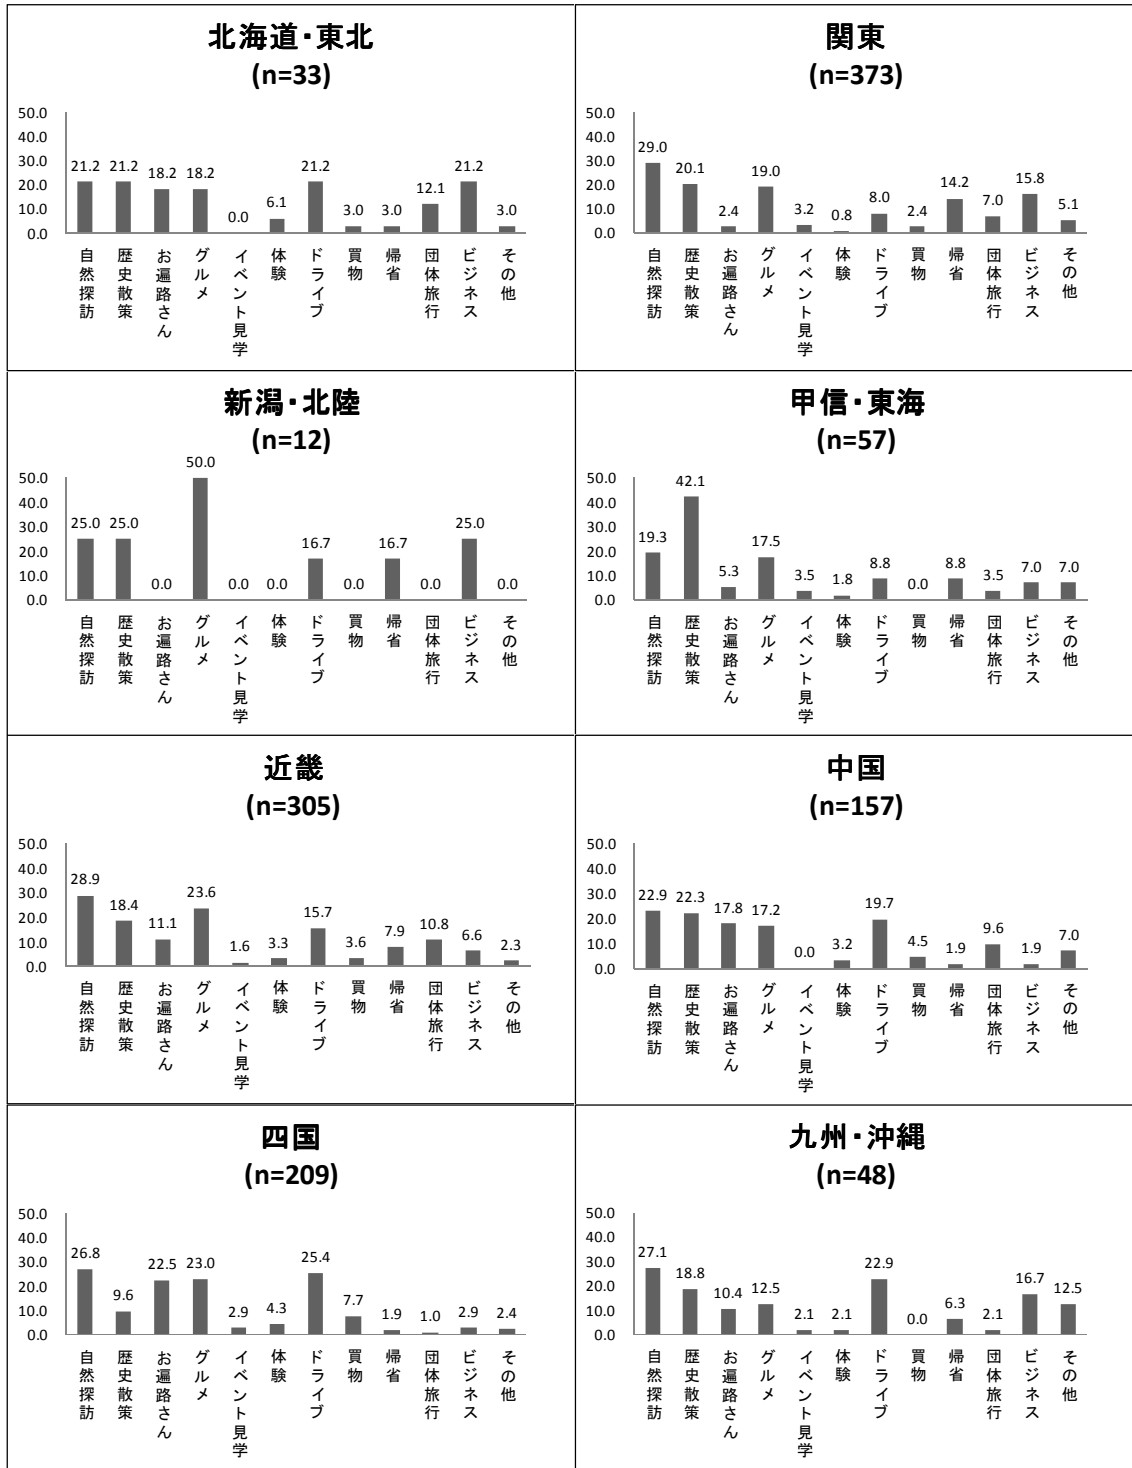 北海道・東北
(n=33)
50.0
40.0
30.0
20.0
10.0
0.0
21.2 21.2 18.2 18.2 0.0 6.1 21.2 3.0 3.0 12.1 21.2 3.0
自然探訪
歴史散策
お遍路さん
グルメ
イベント見学
体験
ドライブ
買物
帰省
団体旅行
ビジネス
その他
関東
(n=373)
50.0
40.0
30.0
20.0
10.0
0.0
29.0 20.1 2.4 19.0 3.2 0.8 8.0 2.4 14.2 7.0 15.8 5.1
自然探訪
歴史散策
お遍路さん
グルメ
イベント見学
体験
ドライブ
買物
帰省
団体旅行
ビジネス
その他
新潟・北陸
(n=12)
50.0
40.0
30.0
20.0
10.0
0.0
25.0 25.0 0.0 50.0 0.0 0.0 16.7 0.0 16.7 0.0 25.0 0.0
自然探訪
歴史散策
お遍路さん
グルメ
イベント見学
体験
ドライブ
買物
帰省
団体旅行
ビジネス
その他
甲信・東海
(n=57)
50.0
40.0
30.0
20.0
10.0
0.0
19.3 42.1 5.3 17.5 3.5 1.8 8.8 0.0 8.8 3.5 7.0 7.0
自然探訪
歴史散策
お遍路さん
グルメ
イベント見学
体験
ドライブ
買物
帰省
団体旅行
ビジネス
その他
近畿
(n=305)
50.0
40.0
30.0
20.0
10.0
0.0
28.9 18.4 11.1 23.6 1.6 3.3 15.7 3.6 7.9 10.8 6.6 2.3
自然探訪
歴史散策
お遍路さん
グルメ
イベント見学
体験
ドライブ
買物
帰省
団体旅行
ビジネス
その他
中国
(n=157)
50.0
40.0
30.0
20.0
10.0
0.0
22.9 22.3 17.8 17.2 0.0 3.2 19.7 4.5 1.9 9.6 1.9 7.0
自然探訪
歴史散策
お遍路さん
グルメ
イベント見学
体験
ドライブ
買物
帰省
団体旅行
ビジネス
その他
四国
(n=209)
50.0
40.0
30.0
20.0
10.0
0.0
26.8 9.6 22.5 23.0 2.9 4.3 25.4 7.7 1.9 1.0 2.9 2.4
自然探訪
歴史散策
お遍路さん
グルメ
イベント見学
体験
ドライブ
買物
帰省
団体旅行
ビジネス
その他
九州・沖縄
(n=48)
50.0
40.0
30.0
20.0
10.0
0.0
27.1 18.8 10.4 12.5 2.1 2.1 22.9 0.0 6.3 2.1 16.7 12.5
自然探訪
歴史散策
お遍路さん
グルメ
イベント見学
体験
ドライブ
買物
帰省
団体旅行
ビジネス
その他